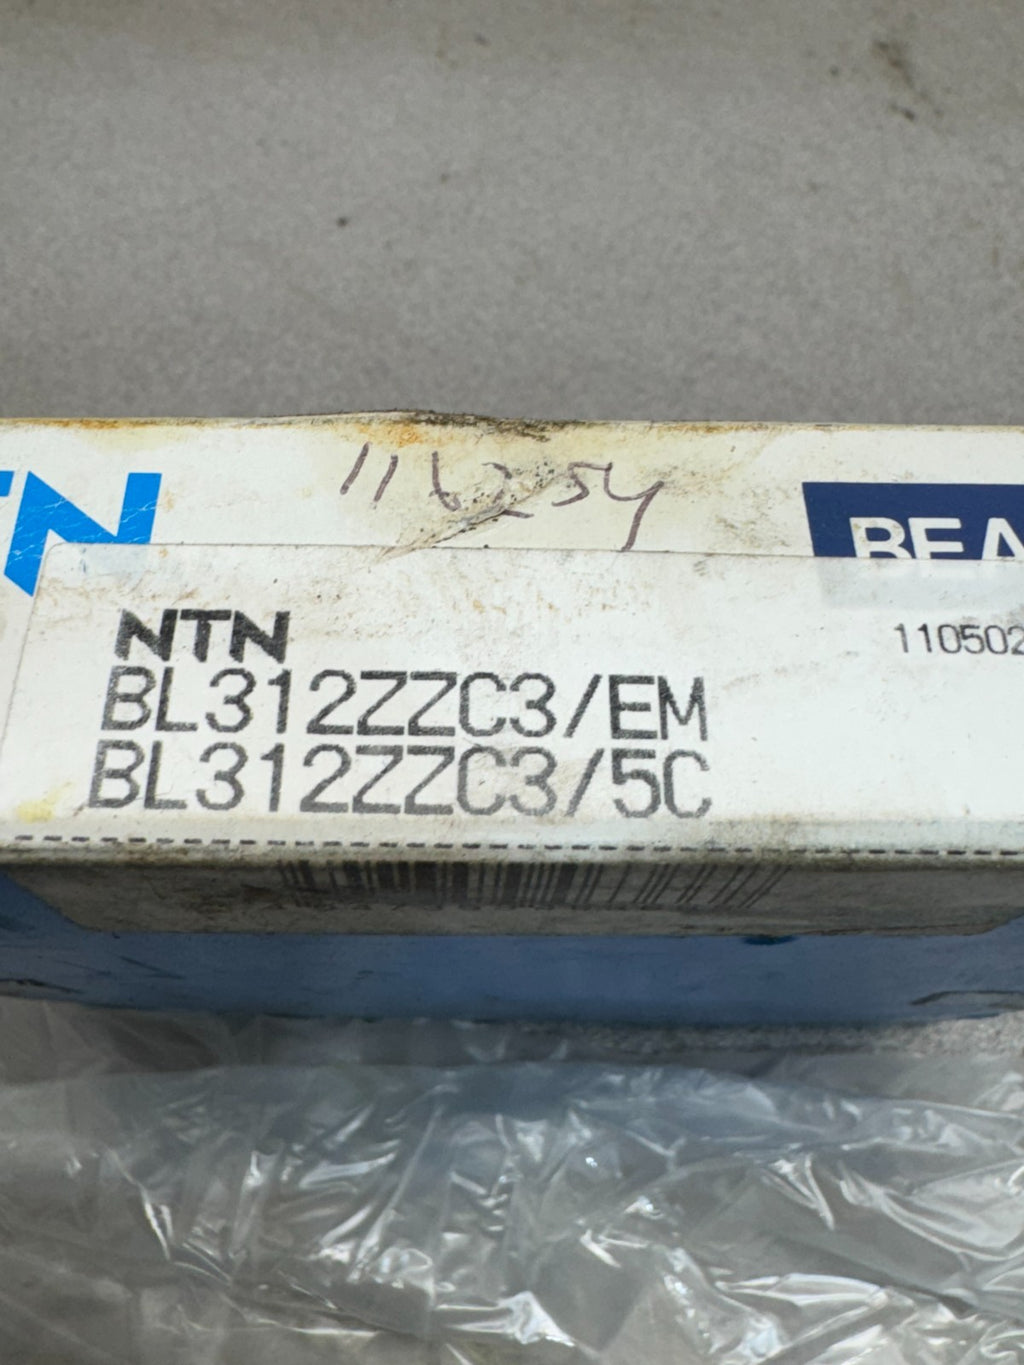 116254
TN
BEA
NTN
110502
BL312ZZC3/EM
BL312ZZC3/5C